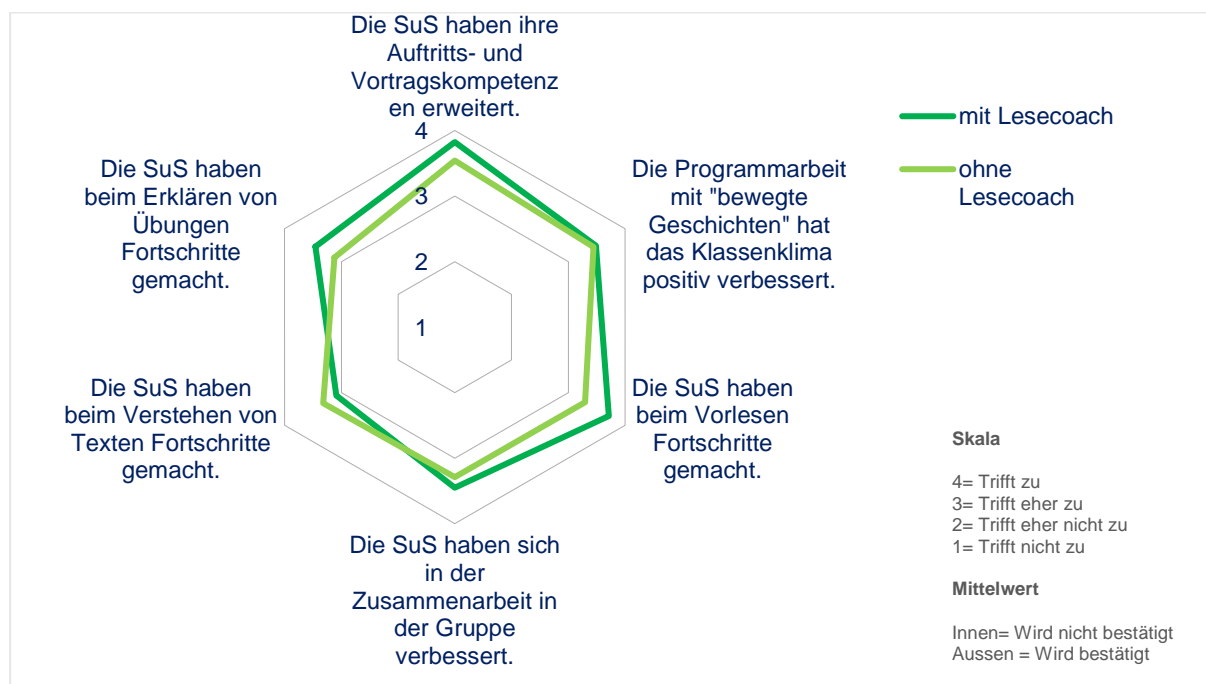 Die SuS haben ihre
Auftritts- und
Vortragskompetenz
en erweitert.
4
3
2
1
Die Programmarbeit
mit "bewegte
Geschichten" hat
das Klassenklima
positiv verbessert.
Die SuS haben
beim Vorlesen
Fortschritte
gemacht.
Die SuS haben sich
in der
Zusammenarbeit in
der Gruppe
verbessert.
Die SuS haben
beim Verstehen von
Texten Fortschritte
gemacht.
Die SuS haben
beim Erklären von
Übungen
Fortschritte
gemacht.
mit Lesecoach
ohne
Lesecoach
Skala
4= Trifft zu
3= Trifft eher zu
2= Trifft eher nicht zu
1= Trifft nicht zu
Mittelwert
Innen= Wird nicht bestätigt
Aussen = Wird bestätigt